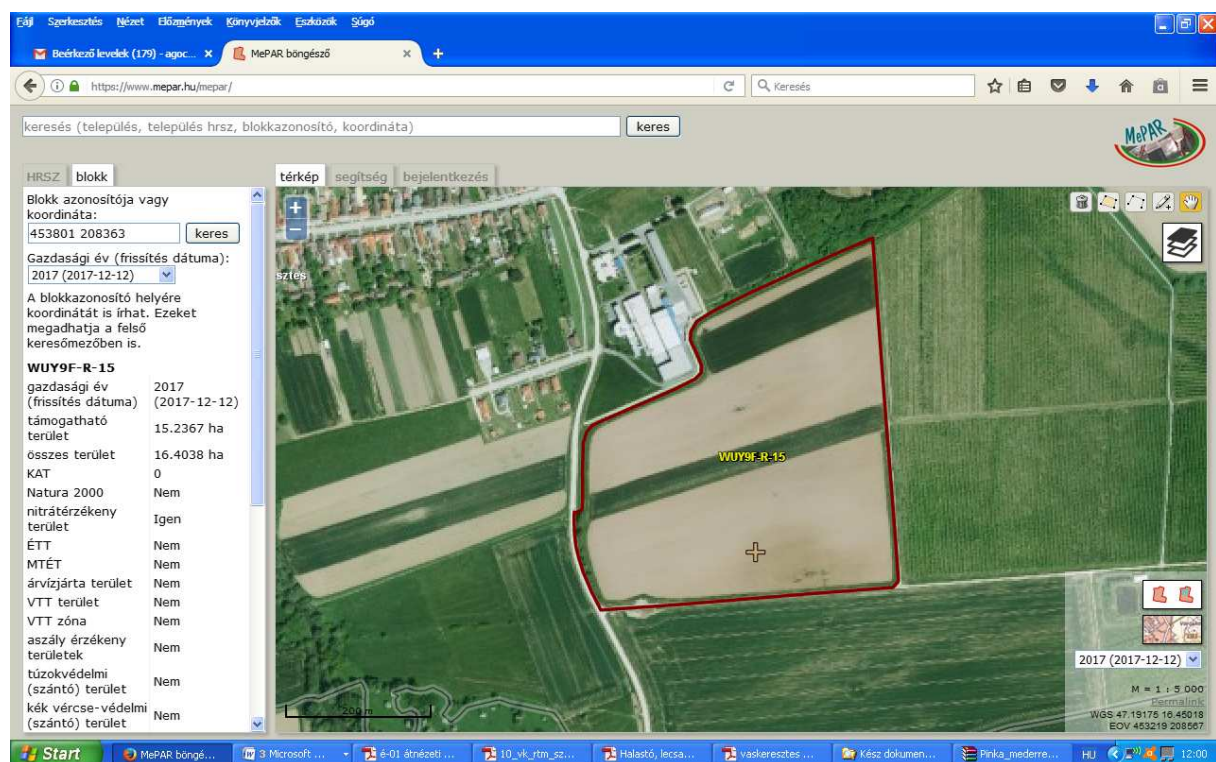 Fájl Szerkesztés Nézet Előzmények Könyvjelzők Eszközök Súgó
Beérkező levelek (179) - agoc... × MePAR böngésző × +
https://www.mepar.hu/mepar/ Keresés
keresés (település, település hrsz, blokkazonosító, koordináta) keres
MePAR
HRSZ blokk térkép segítség bejelentkezés
Blokk azonosítója vagy
koordináta:
453801 208363 keres
Gazdasági év (frissítés dátuma):
2017 (2017-12-12)
A blokkazonosító helyére
koordinátát is írhat. Ezeket
megadhatja a felső
keresőmezőben is.
WUY9F-R-15
gazdasági év
(frissítés dátuma)
2017
(2017-12-12)
támogatható
terület
15.2367 ha
összes terület 16.4038 ha
KAT 0
Natura 2000 Nem
nitrátérzékeny
terület
Igen
ÉTT Nem
MTÉT Nem
árvízjárta terület Nem
VTT terület Nem
VTT zóna Nem
aszály érzékeny
területek
Nem
túzokvédelmi
(szántó) terület
Nem
kék vércse-védelmi
(szántó) terület
Nem
+
−
sztes
WUY9F-R-15
200 m
2017 (2017-12-12)
M = 1 : 5 000
Permalink
WGS 47.19175 16.45018
EOV 453219 208567
Start MePAR böngé... 3 Microsoft ... é-01 átnézeti ... 10_vk_rtm_sz... Halastó, lecsa... vaskeresztes ... Kész dokumen... Pinka_mederre... HU 12:00